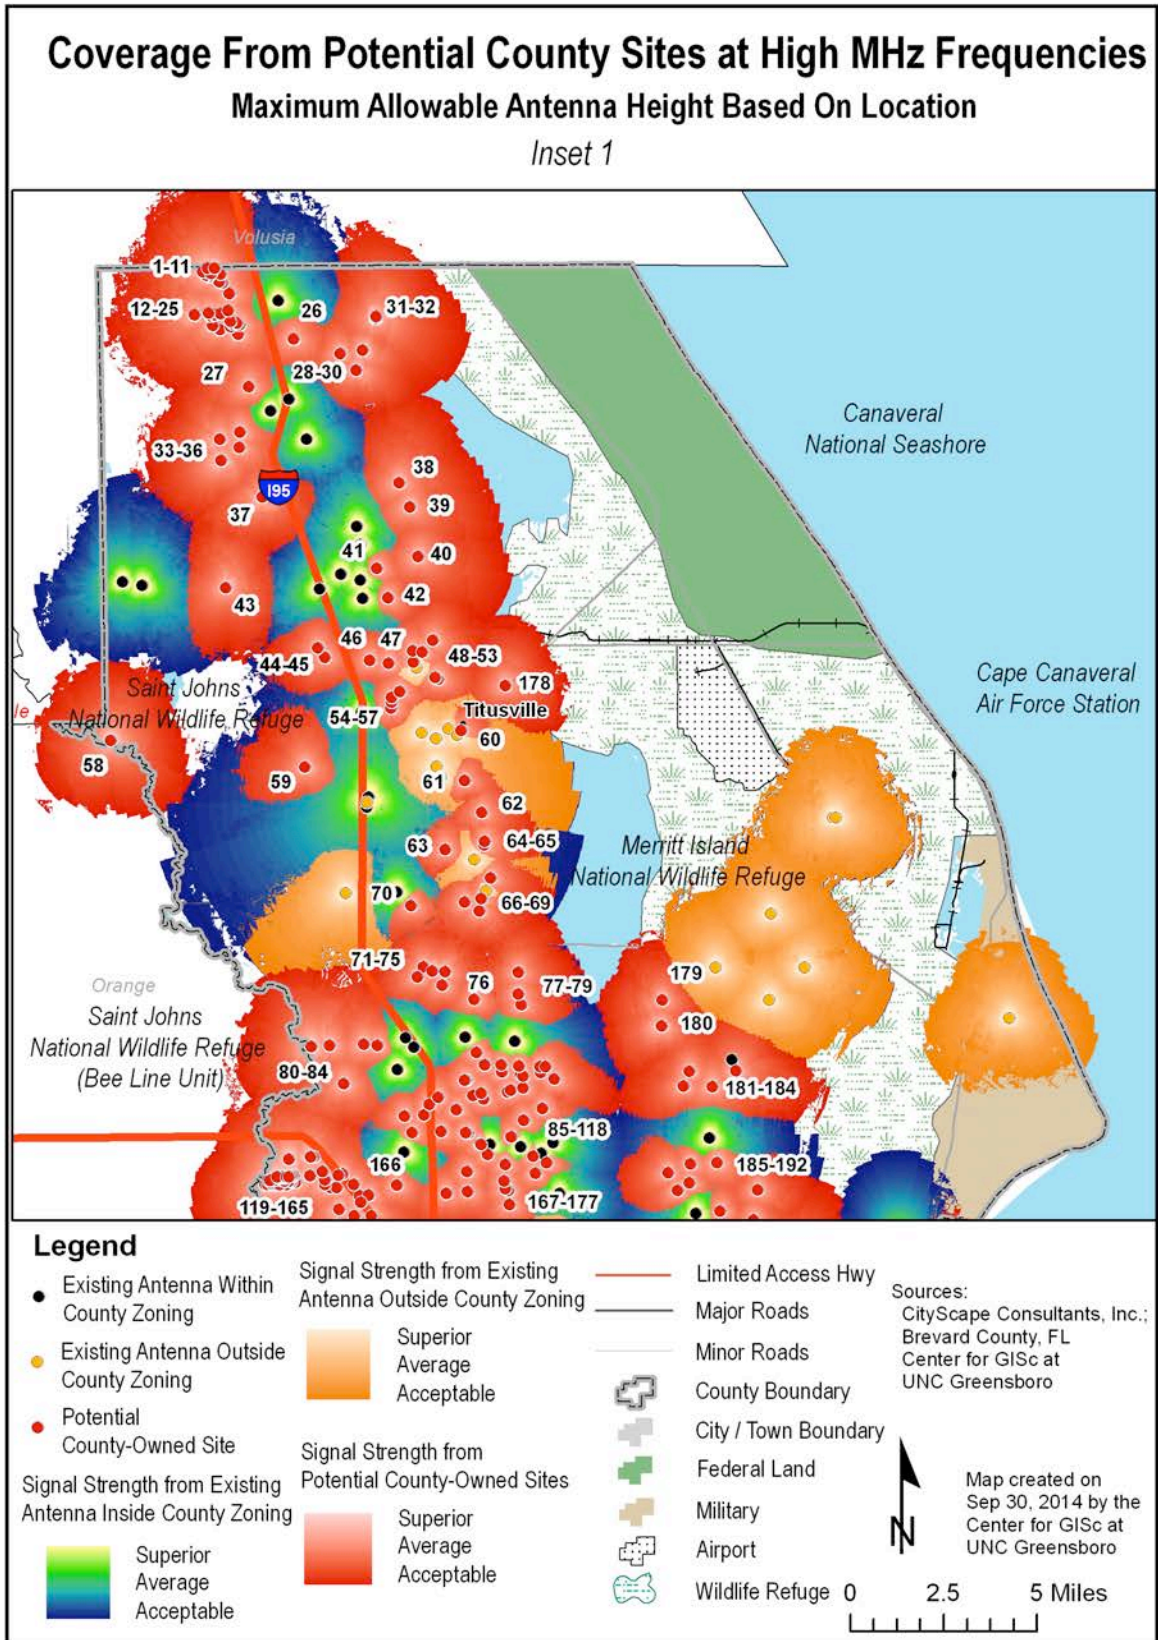 Coverage From Potential County Sites at High MHz Frequencies
Maximum Allowable Antenna Height Based On Location
Inset 1
Volusia
1-11
12-25
26
31-32
27
28-30
Canaveral
National Seashore
33-36
38
I95
37
39
41
40
43
42
46
47
44-45
48-53
178
Cape Canaveral
Air Force Station
Saint Johns
National Wildlife Refuge
le
54-57
Titusville
60
58
59
61
62
63
64-65
Merritt Island
National Wildlife Refuge
70
66-69
71-75
179
76
77-79
Orange
180
Saint Johns
National Wildlife Refuge
(Bee Line Unit)
80-84
181-184
85-118
166
185-192
119-165
167-177
Legend
Existing Antenna Within
County Zoning
Existing Antenna Outside
County Zoning
Potential
County-Owned Site
Signal Strength from Existing
Antenna Inside County Zoning
Superior
Average
Acceptable
Signal Strength from Existing
Antenna Outside County Zoning
Superior
Average
Acceptable
Signal Strength from
Potential County-Owned Sites
Superior
Average
Acceptable
Limited Access Hwy
Major Roads
Minor Roads
County Boundary
City / Town Boundary
Federal Land
Military
Airport
Wildlife Refuge
Sources:
CityScape Consultants, Inc.;
Brevard County, FL
Center for GISc at
UNC Greensboro
N
Map created on
Sep 30, 2014 by the
Center for GISc at
UNC Greensboro
0 2.5 5 Miles